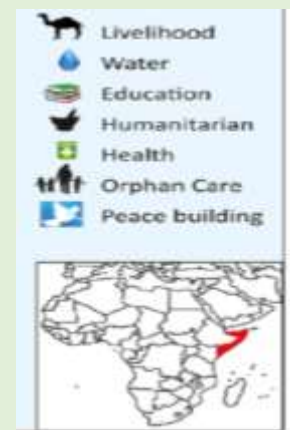 Livelihood
Water
Education
Humanitarian
Health
Orphan Care
Peace building